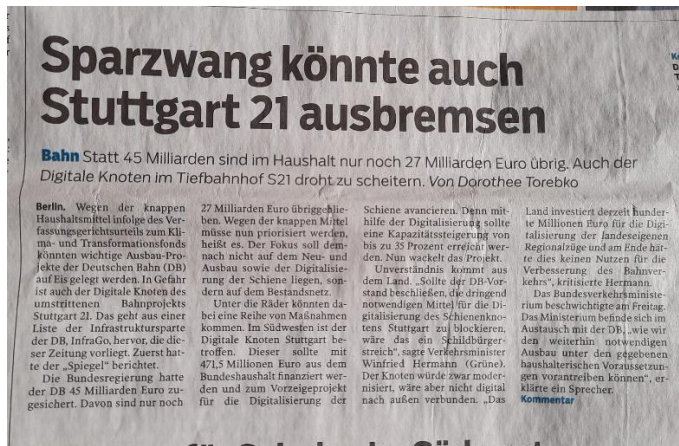 Sparzwang könnte auch
Stuttgart 21 ausbremsen
Bahn Statt 45 Milliarden sind im Haushalt nur noch 27 Milliarden Euro übrig. Auch der
Digitale Knoten im Tiefbahnhof S21 droht zu scheitern. Von Dorothee Torebko
Berlin. Wegen der knappen
Haushaltsmittel infolge des Ver-
fassungsgerichtsurteils zum Kli-
ma- und Transformationsfonds
könnten wichtige Ausbau-Pro-
jekte der Deutschen Bahn (DB)
auf Eis gelegt werden. In Gefahr
ist auch der Digitale Knoten des
umstrittenen Bahnprojekts
Stuttgart 21. Das geht aus einer
Liste der Infrastruktursparte
der DB, InfraGo, hervor, die die-
ser Zeitung vorliegt. Zuerst hat-
te der „Spiegel“ berichtet.
Die Bundesregierung hatte
der DB 45 Milliarden Euro zu-
gesichert. Davon sind nur noch
27 Milliarden Euro übriggeblie-
ben. Wegen der knappen Mittel
müsse nun priorisiert werden,
heißt es. Der Fokus soll dem-
nach nicht auf dem Neu- und
Ausbau sowie der Digitalisie-
rung der Schiene liegen, son-
dern auf dem Bestandsnetz.
Unter die Räder könnten da-
bei eine Reihe von Maßnahmen
kommen. Im Südwesten ist der
Digitale Knoten Stuttgart be-
troffen. Dieser sollte mit
471,5 Millionen Euro aus dem
Bundeshaushalt finanziert wer-
den und zum Vorzeigeprojekt
für die Digitalisierung der
Schiene avancieren. Denn mit-
hilfe der Digitalisierung sollte
eine Kapazitätssteigerung von
bis zu 35 Prozent erreicht wer-
den. Nun wackelt das Projekt.
Unverständnis kommt aus
dem Land. „Sollte der DB-Vor-
stand beschließen, die dringend
notwendigen Mittel für die Di-
gitalisierung des Schienenkno-
tens Stuttgart zu blockieren,
wäre das ein Schildbürger-
streich“, sagte Verkehrsminister
Winfried Hermann (Grüne).
Der Knoten würde zwar moder-
nisiert, wäre aber nicht digital
nach außen verbunden. „Das
Land investiert derzeit hunder-
te Millionen Euro für die Digi-
talisierung der landeseigenen
Regionalzüge und am Ende hät-
te dies keinen Nutzen für die
Verbesserung des Bahnver-
kehrs“, kritisierte Hermann.
Das Bundesverkehrsministe-
rium beschwichtigte am Freitag.
Das Ministerium befinde sich im
Austausch mit der DB, „wie wir
den weiterhin notwendigen
Ausbau unter den gegebenen
haushalterischen Voraussetzun-
gen vorantreiben können“, er-
klärte ein Sprecher.
Kommentar